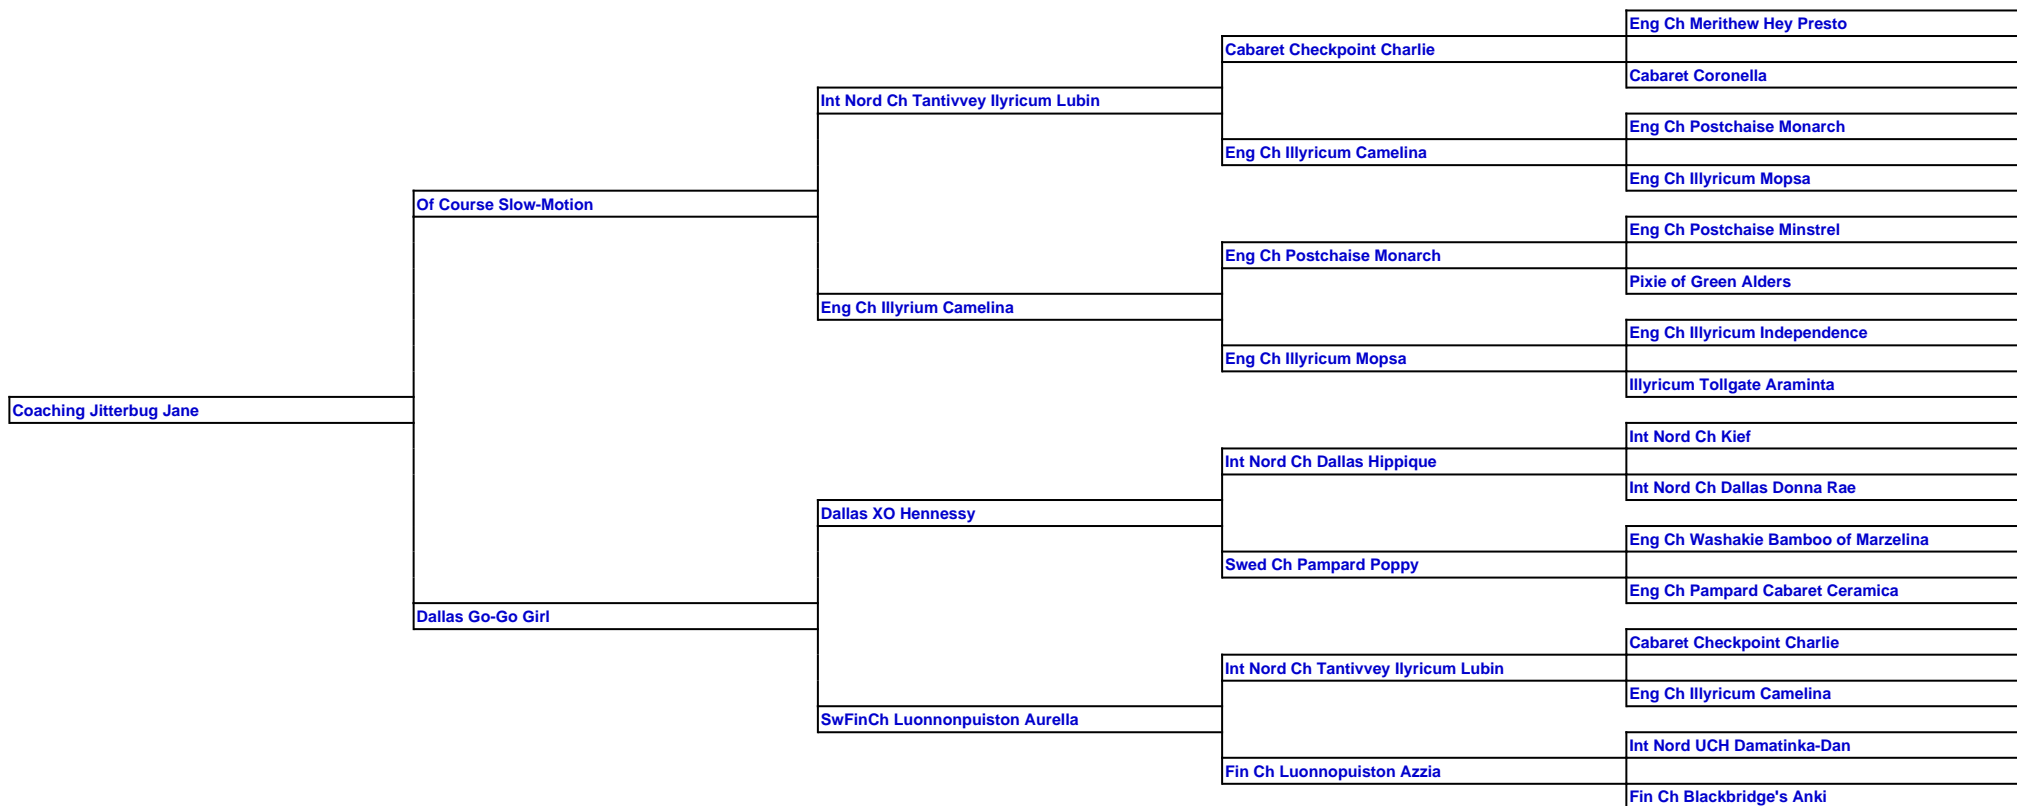 Eng Ch Merithew Hey Presto
Cabaret Checkpoint Charlie
Cabaret Coronella
Int Nord Ch Tantivvey Ilyricum Lubin
Eng Ch Postchaise Monarch
Eng Ch Illyricum Camelina
Eng Ch Illyricum Mopsa
Of Course Slow-Motion
Eng Ch Postchaise Minstrel
Eng Ch Postchaise Monarch
Pixie of Green Alders
Eng Ch Illyrium Camelina
Eng Ch Illyricum Independence
Eng Ch Illyricum Mopsa
Illyricum Tollgate Araminta
Coaching Jitterbug Jane
Int Nord Ch Kief
Int Nord Ch Dallas Hippique
Int Nord Ch Dallas Donna Rae
Dallas XO Hennessy
Eng Ch Washakie Bamboo of Marzelina
Swed Ch Pampard Poppy
Eng Ch Pampard Cabaret Ceramica
Dallas Go-Go Girl
Cabaret Checkpoint Charlie
Int Nord Ch Tantivvey Ilyricum Lubin
Eng Ch Illyricum Camelina
SwFinCh Luonnonpuiston Aurella
Int Nord UCH Damatinka-Dan
Fin Ch Luonnopuiston Azzia
Fin Ch Blackbridge's Anki